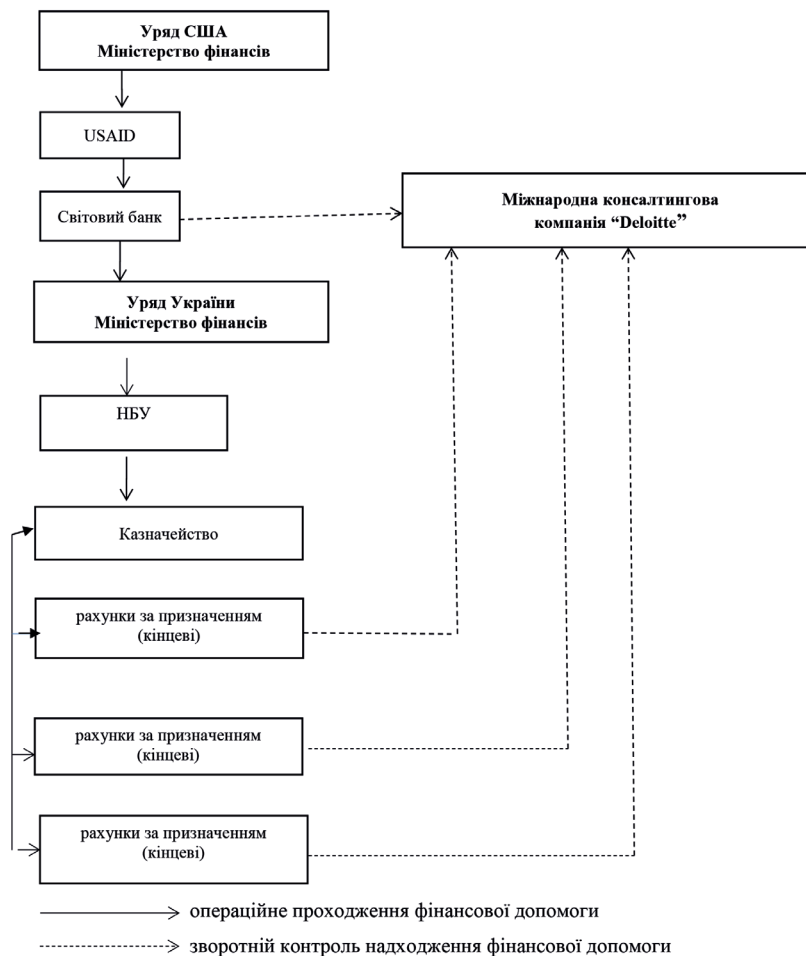 Уряд США
Міністерство фінансів
USAID
Світовий банк
Міжнародна консалтингова
компанія “Deloitte”
Уряд України
Міністерство фінансів
НБУ
Казначейство
рахунки за призначенням
(кінцеві)
рахунки за призначенням
(кінцеві)
рахунки за призначенням
(кінцеві)
операційне проходження фінансової допомоги
зворотній контроль надходження фінансової допомоги